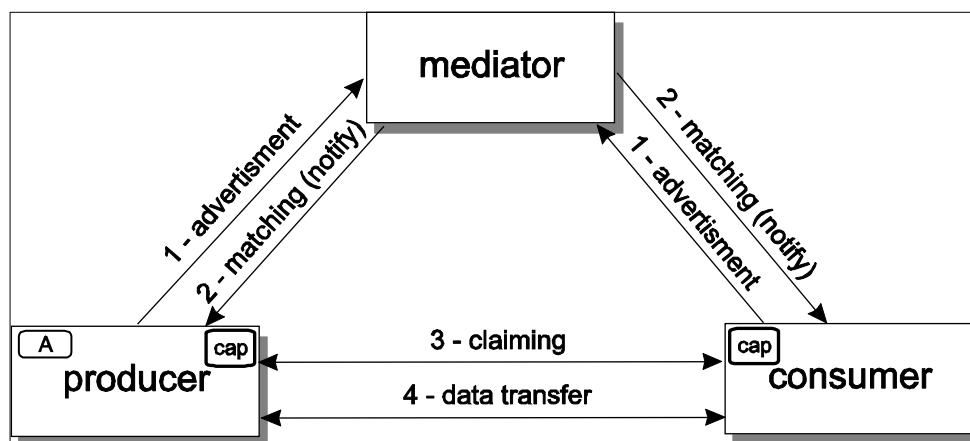 mediator
1 - advertisment
2 - matching (notify)
2 - matching (notify)
1 - advertisment
A
cap
producer
3 - claiming
4 - data transfer
cap
consumer